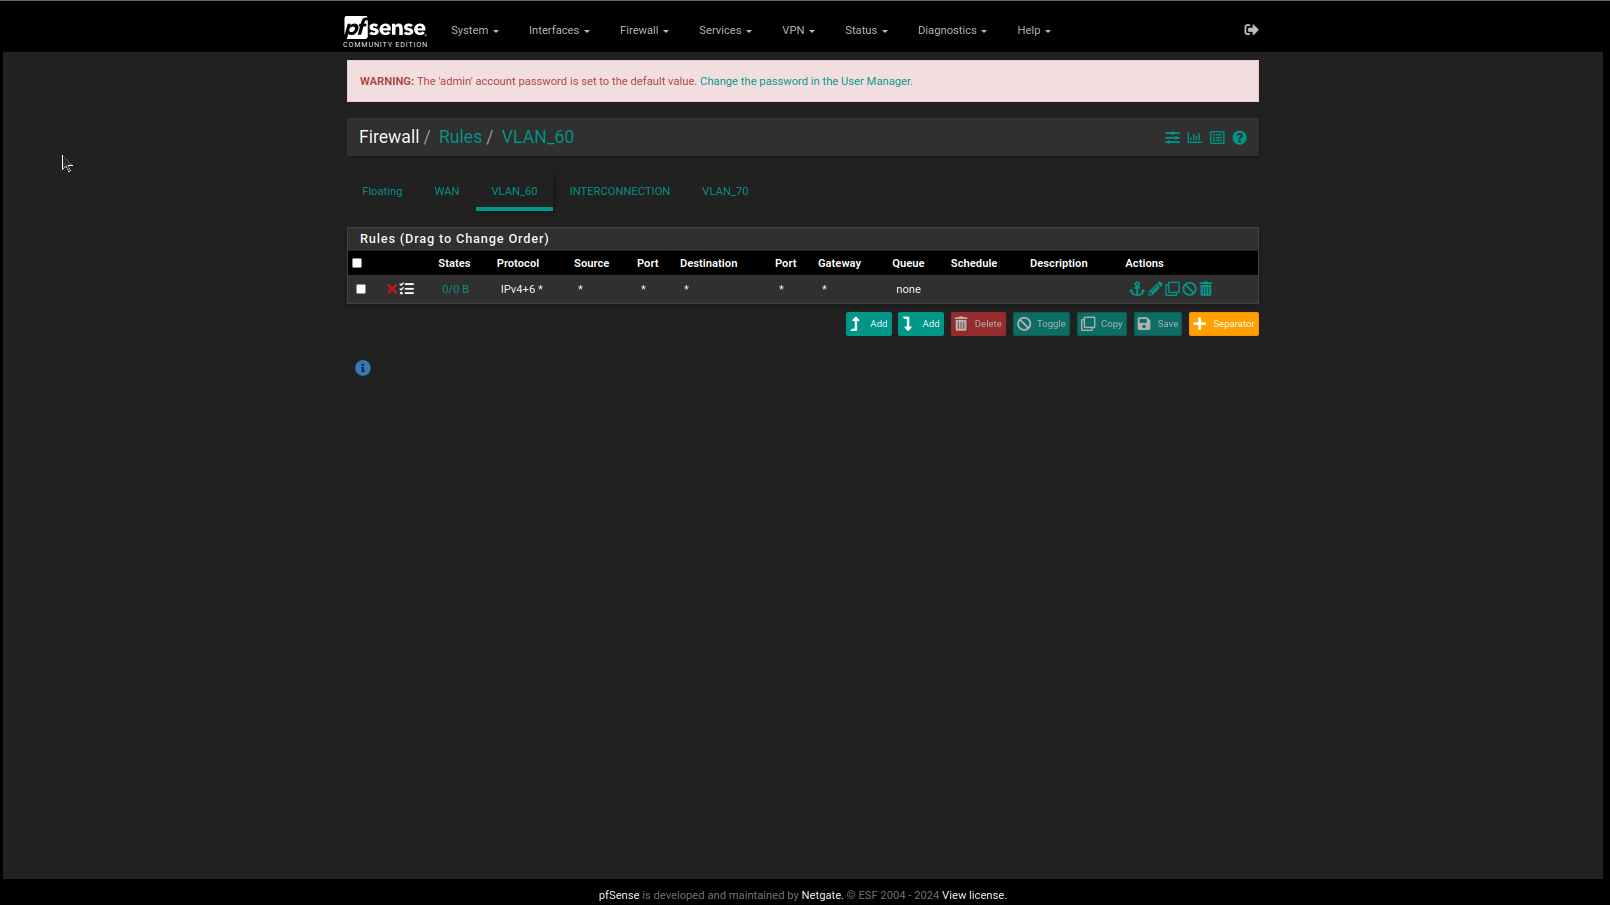 pfsense System Interfaces Firewall Services VPN Status Diagnostics Help
COMMUNITY EDITION
WARNING: The 'admin' account password is set to the default value. Change the password in the User Manager.
Firewall / Rules / VLAN_60
Floating WAN VLAN_60 INTERCONNECTION VLAN_70
Rules (Drag to Change Order)
States Protocol Source Port Destination Port Gateway Queue Schedule Description Actions
0/0 B IPv4+6 * * * * * * none
Add Add Delete Toggle Copy Save Separator
pfSense is developed and maintained by Netgate. © ESF 2004 - 2024 View license.